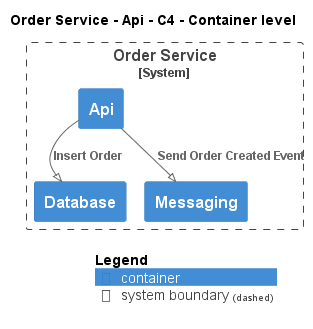 Order Service - Api - C4 - Container level
Order Service
[System]
Api
Insert Order
Send Order Created Event
Database
Messaging
Legend
container
system boundary (dashed)